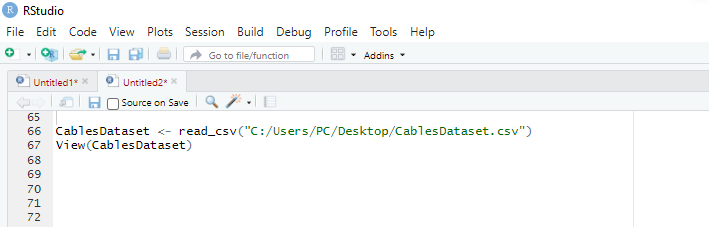 RStudio
File Edit Code View Plots Session Build Debug Profile Tools Help
Go to file/function Addins
Untitled1* Untitled2*
Source on Save
65
66 CablesDataset <- read_csv("C:/Users/PC/Desktop/CablesDataset.csv")
67 View(CablesDataset)
68
69
70
71
72